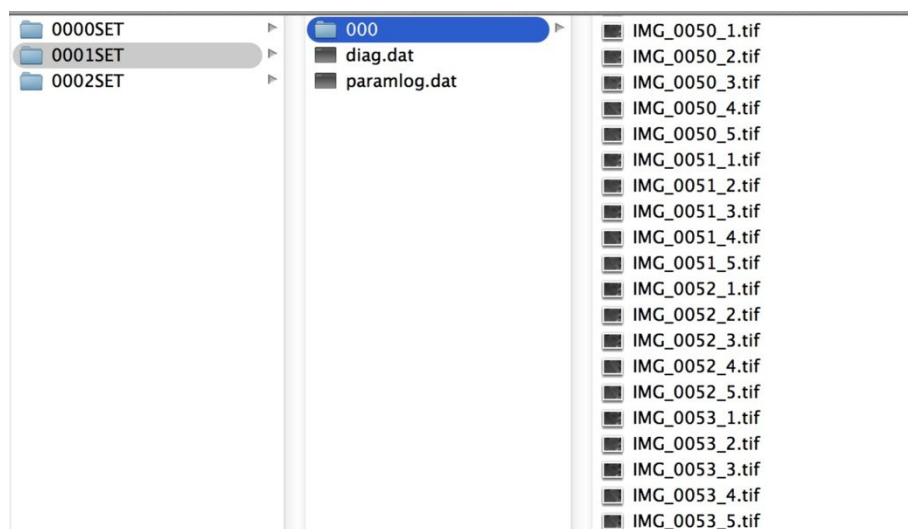 0000SET
0001SET
0002SET
000
diag.dat
paramlog.dat
IMG_0050_1.tif
IMG_0050_2.tif
IMG_0050_3.tif
IMG_0050_4.tif
IMG_0050_5.tif
IMG_0051_1.tif
IMG_0051_2.tif
IMG_0051_3.tif
IMG_0051_4.tif
IMG_0051_5.tif
IMG_0052_1.tif
IMG_0052_2.tif
IMG_0052_3.tif
IMG_0052_4.tif
IMG_0052_5.tif
IMG_0053_1.tif
IMG_0053_2.tif
IMG_0053_3.tif
IMG_0053_4.tif
IMG_0053_5.tif